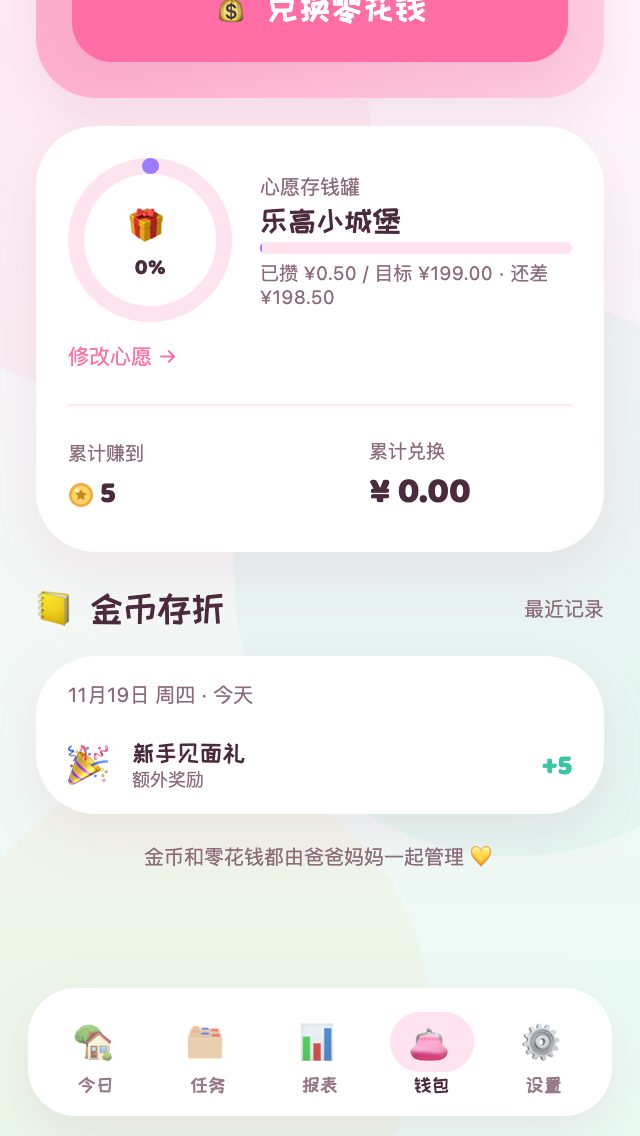 兑换零花钱
心愿存钱罐
乐高小城堡
0%
已攒 ¥0.50 / 目标 ¥199.00 · 还差
¥198.50
修改心愿 →
累计赚到
累计兑换
5
¥ 0.00
金币存折
最近记录
11月19日 周四 · 今天
新手见面礼
额外奖励
+5
金币和零花钱都由爸爸妈妈一起管理 💛
今日
任务
报表
钱包
设置